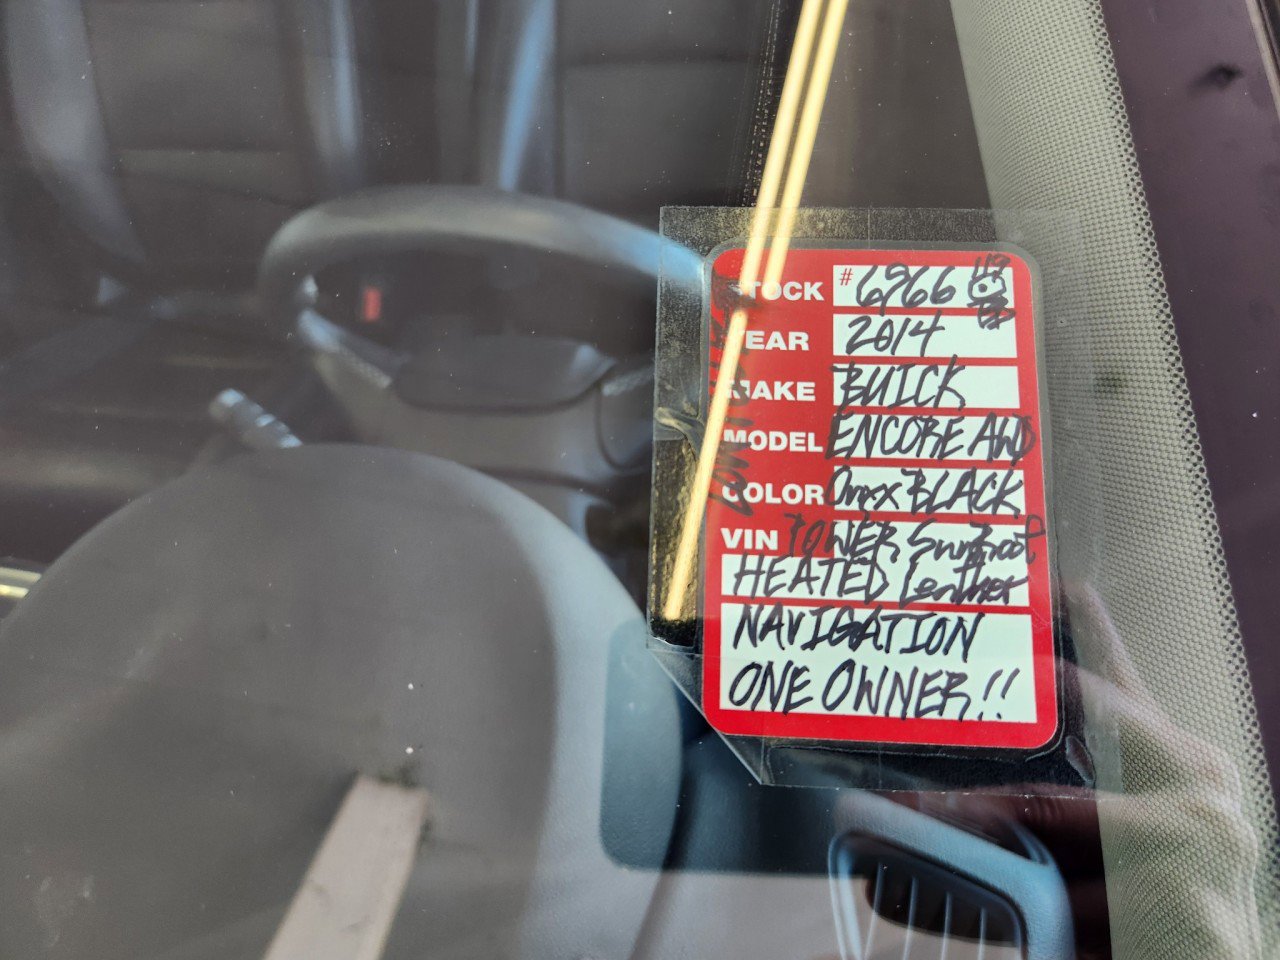 STOCK # 6966
YEAR 2014
MAKE BUICK
MODEL ENCORE AWD
COLOR Onyx BLACK
VIN POWER Sunroof
HEATED Leather
NAVIGATION
ONE OWNER!!